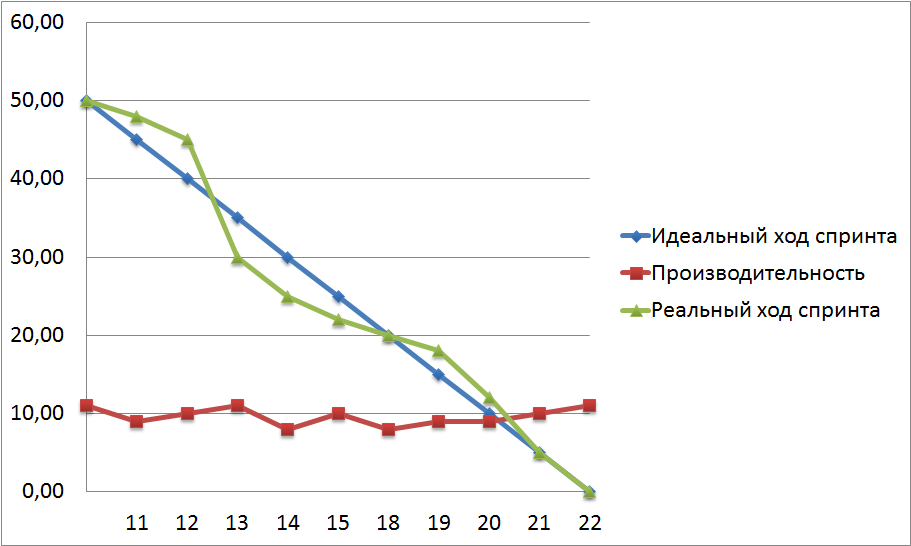 60,00
50,00
40,00
30,00
20,00
10,00
0,00
11 12 13 14 15 18 19 20 21 22
Идеальный ход спринта
Производительность
Реальный ход спринта